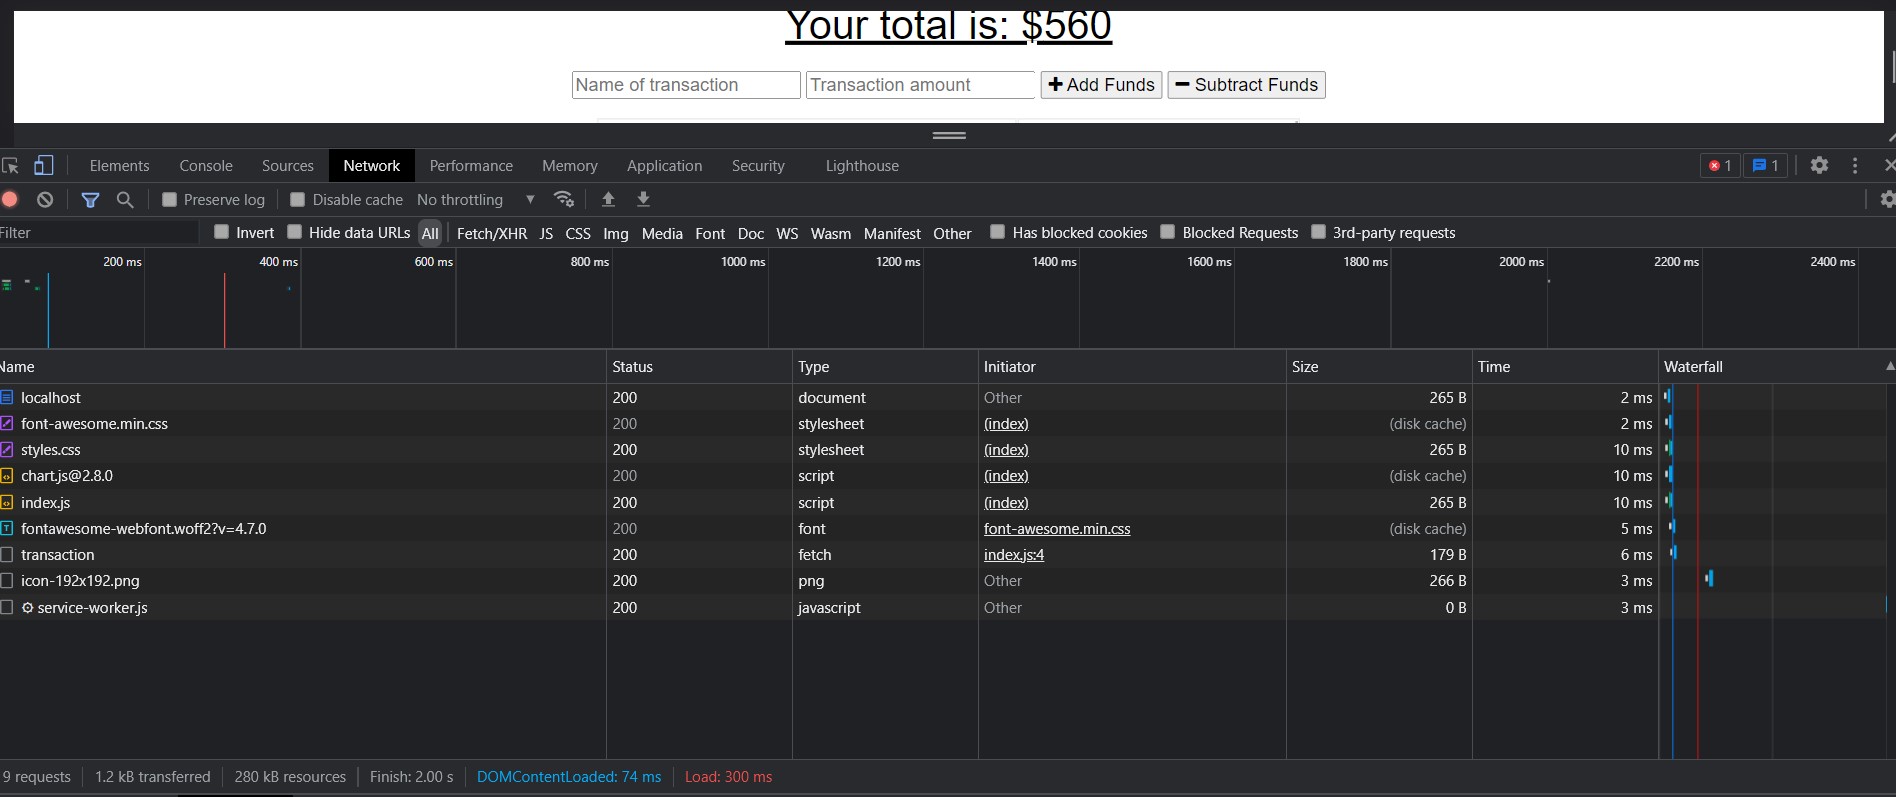 Your total is: $560
Name of transaction Transaction amount Add Funds Subtract Funds
Elements Console Sources Network Performance Memory Application Security Lighthouse 1 1
Preserve log Disable cache No throttling
Filter Invert Hide data URLs All Fetch/XHR JS CSS Img Media Font Doc WS Wasm Manifest Other Has blocked cookies Blocked Requests 3rd-party requests
200 ms 400 ms 600 ms 800 ms 1000 ms 1200 ms 1400 ms 1600 ms 1800 ms 2000 ms 2200 ms 2400 ms
Name Status Type Initiator Size Time Waterfall
localhost 200 document Other 265 B 2 ms
font-awesome.min.css 200 stylesheet (index) (disk cache) 2 ms
styles.css 200 stylesheet (index) 265 B 10 ms
chart.js@2.8.0 200 script (index) (disk cache) 10 ms
index.js 200 script (index) 265 B 10 ms
fontawesome-webfont.woff2?v=4.7.0 200 font font-awesome.min.css (disk cache) 5 ms
transaction 200 fetch index.js:4 179 B 6 ms
icon-192x192.png 200 png Other 266 B 3 ms
service-worker.js 200 javascript Other 0 B 3 ms
9 requests 1.2 kB transferred 280 kB resources Finish: 2.00 s DOMContentLoaded: 74 ms Load: 300 ms